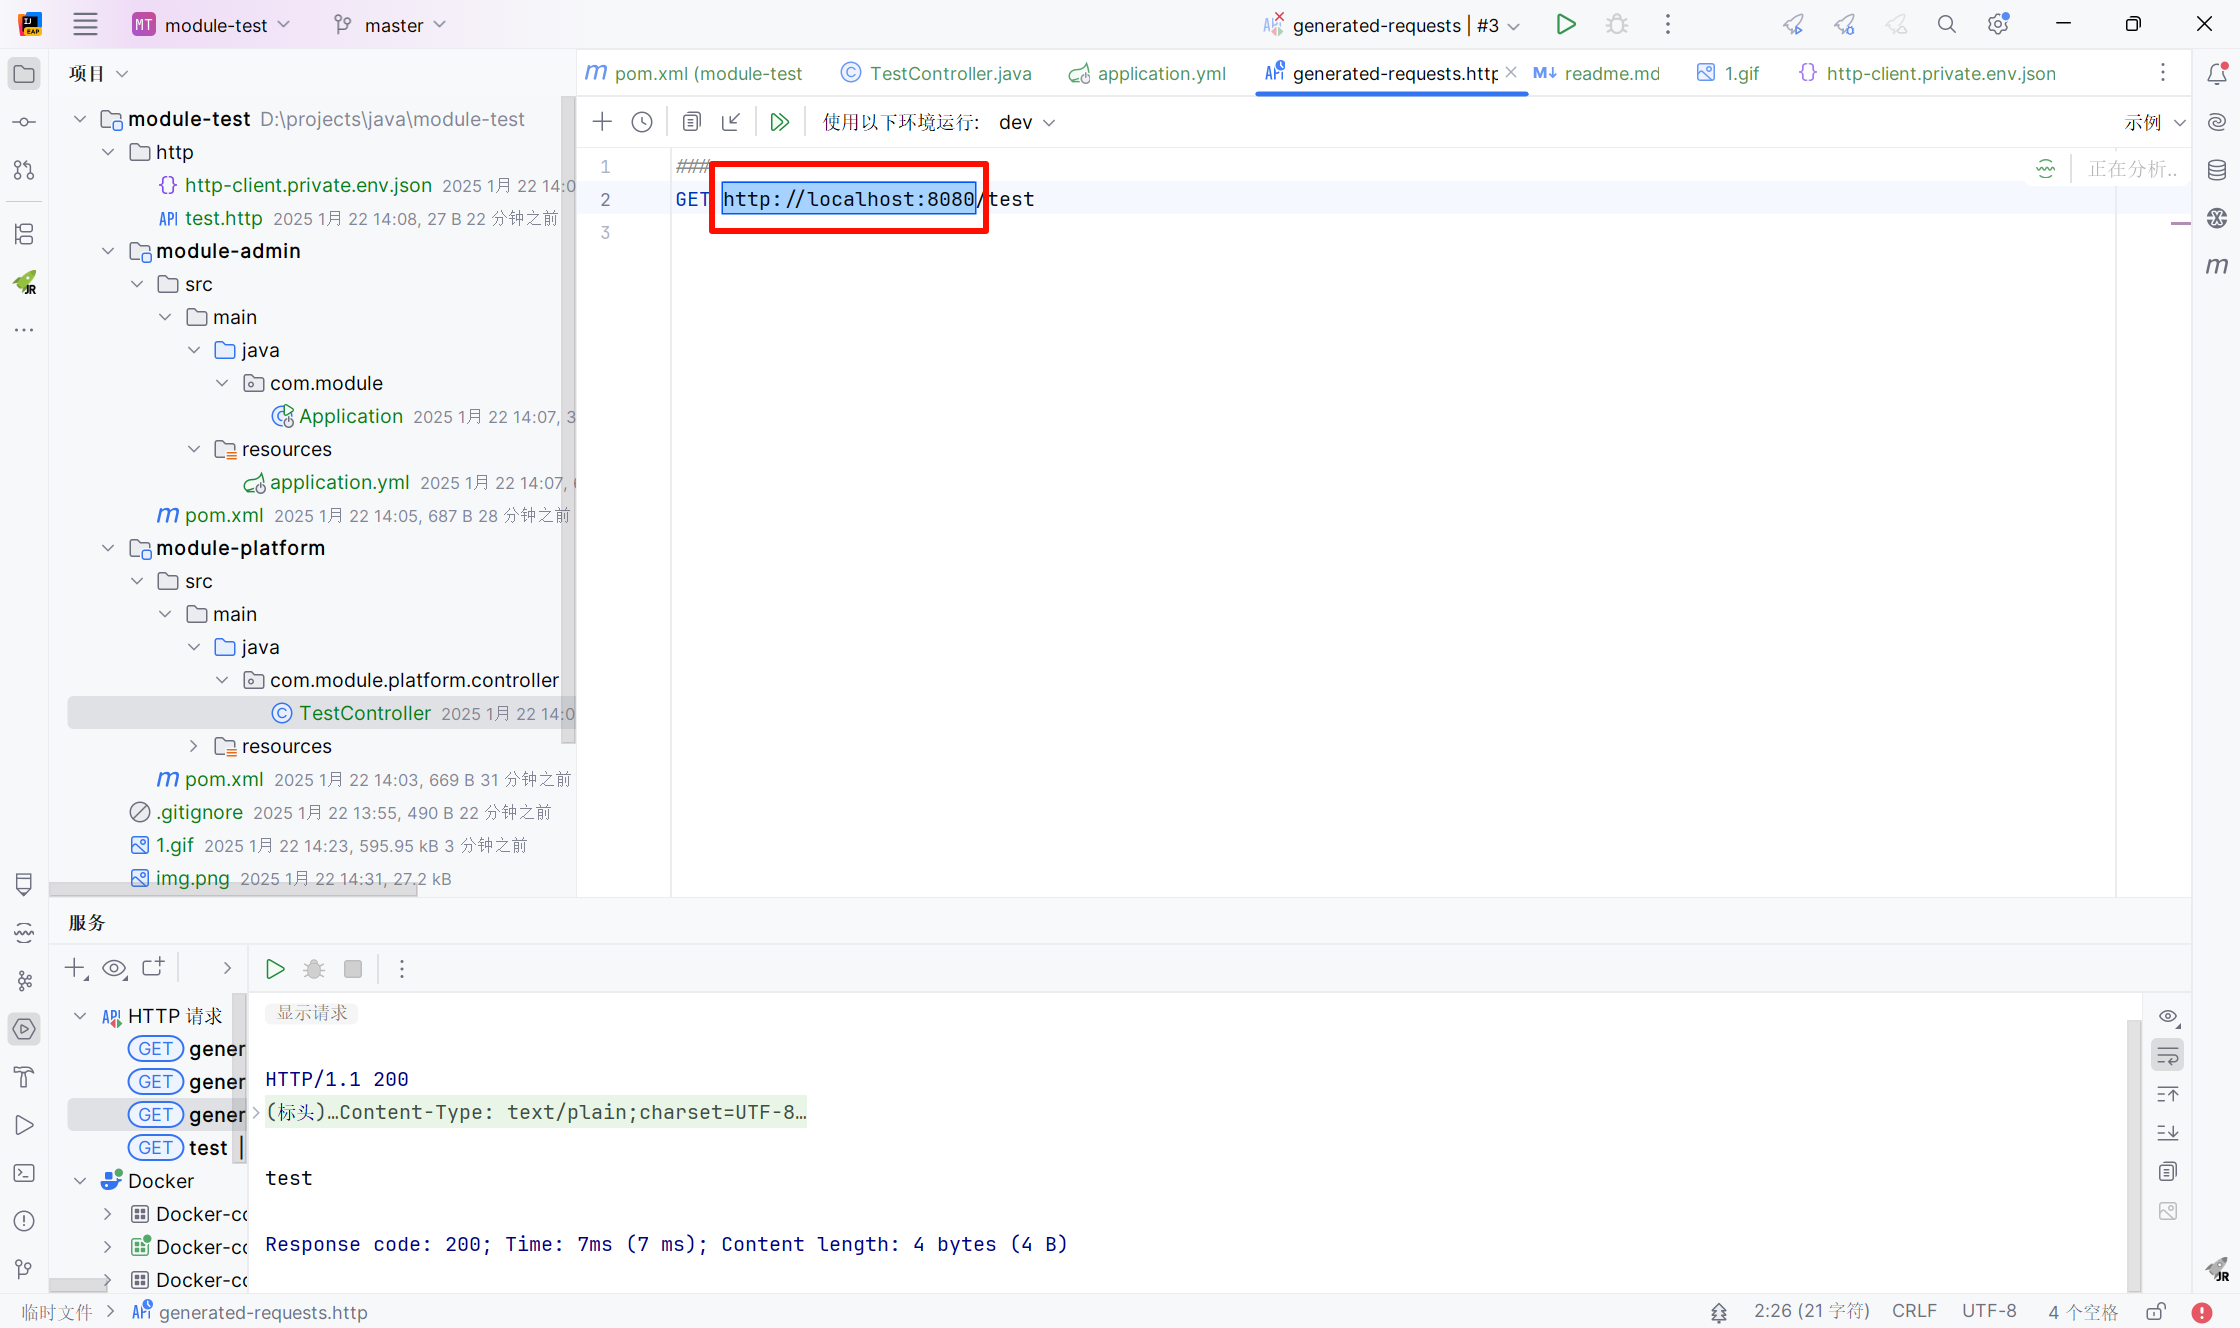 MT module-test master generated-requests | #3
项目
pom.xml (module-test TestController.java application.yml generated-requests.http readme.md 1.gif http-client.private.env.json
使用以下环境运行: dev 示例
module-test D:\projects\java\module-test
http
http-client.private.env.json 2025 1月 22 14:0
test.http 2025 1月 22 14:08, 27 B 22 分钟之前
module-admin
src
main
java
com.module
Application 2025 1月 22 14:07, 3
resources
application.yml 2025 1月 22 14:07, 6
pom.xml 2025 1月 22 14:05, 687 B 28 分钟之前
module-platform
src
main
java
com.module.platform.controller
TestController 2025 1月 22 14:0
resources
pom.xml 2025 1月 22 14:03, 669 B 31 分钟之前
.gitignore 2025 1月 22 13:55, 490 B 22 分钟之前
1.gif 2025 1月 22 14:23, 595.95 kB 3 分钟之前
img.png 2025 1月 22 14:31, 27.2 kB
1 ###
2 GET http://localhost:8080/test
3
正在分析..
服务
HTTP 请求
GET gener
GET gener
GET gener
GET test |
Docker
Docker-co
Docker-co
Docker-co
显示请求
HTTP/1.1 200
(标头)…Content-Type: text/plain;charset=UTF-8…
test
Response code: 200; Time: 7ms (7 ms); Content length: 4 bytes (4 B)
临时文件 generated-requests.http 2:26 (21 字符) CRLF UTF-8 4 个空格